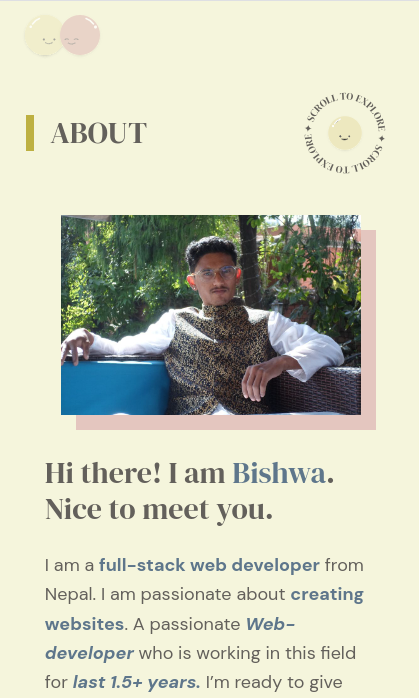 ABOUT
SCROLL TO EXPLORE ✦ SCROLL TO EXPLORE ✦
Hi there! I am Bishwa.
Nice to meet you.
I am a full-stack web developer from
Nepal. I am passionate about creating
websites. A passionate Web-
developer who is working in this field
for last 1.5+ years. I’m ready to give